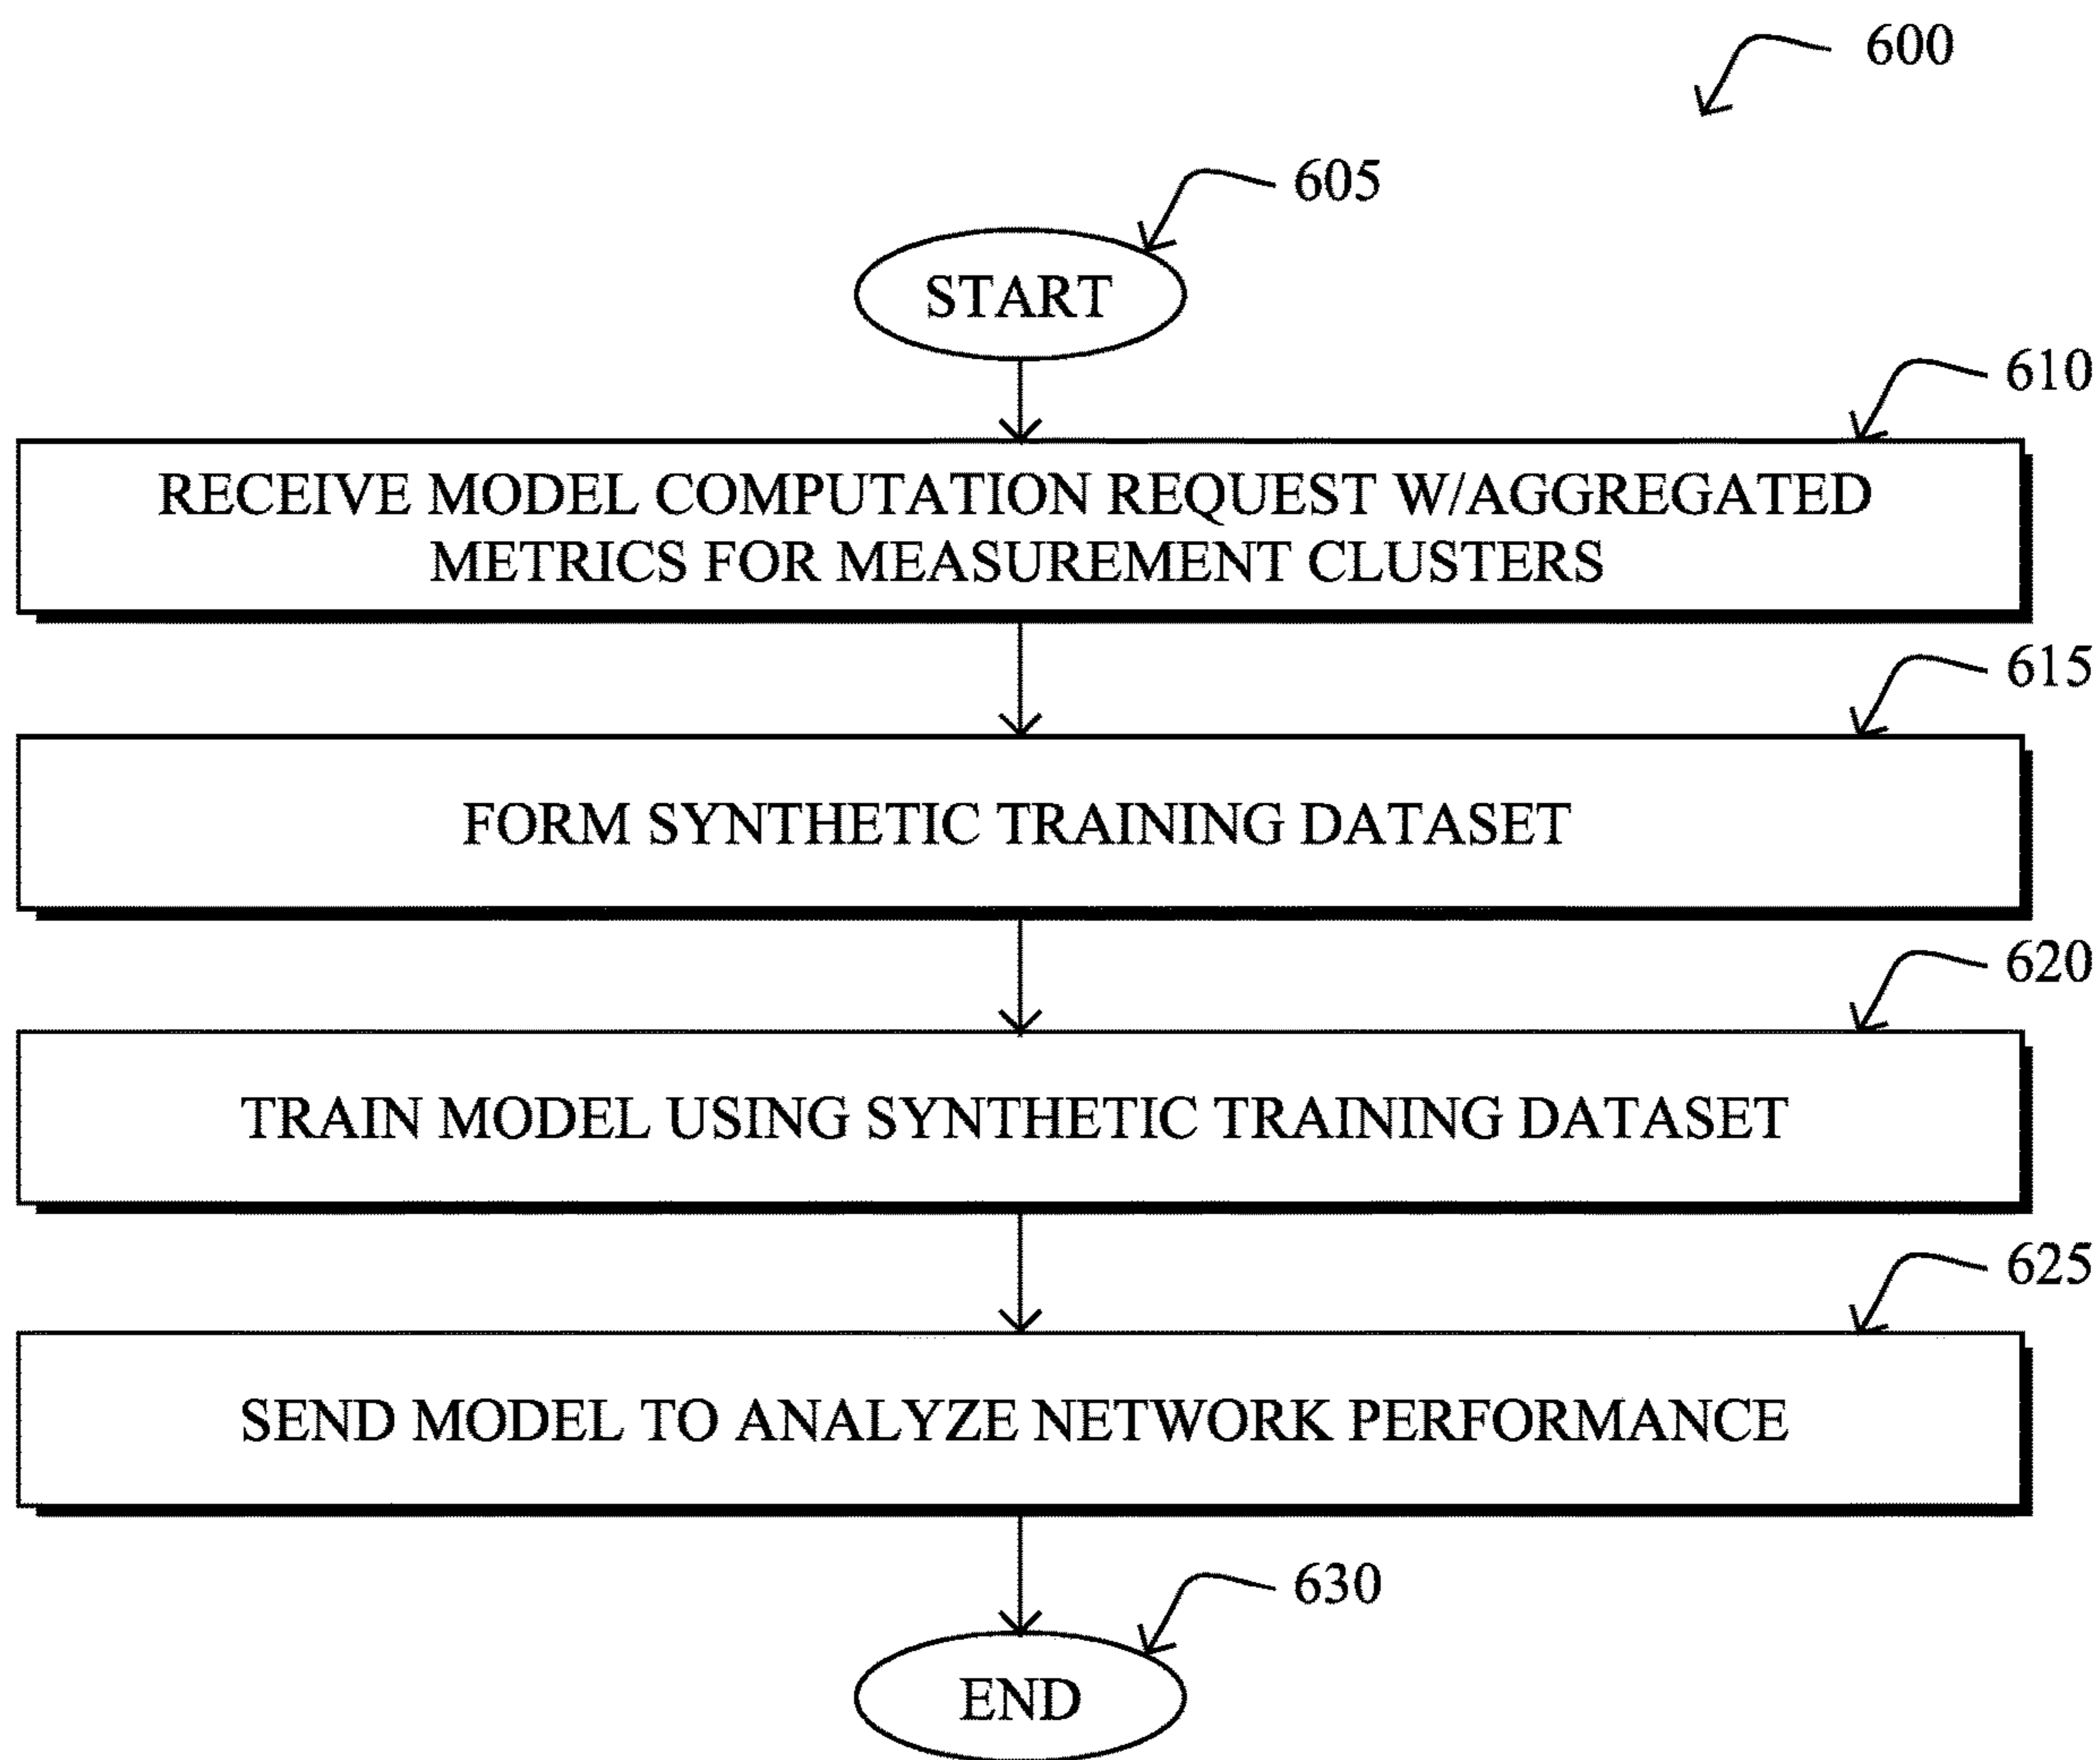 600
605
START
610
RECEIVE MODEL COMPUTATION REQUEST W/AGGREGATED
METRICS FOR MEASUREMENT CLUSTERS
615
FORM SYNTHETIC TRAINING DATASET
620
TRAIN MODEL USING SYNTHETIC TRAINING DATASET
625
SEND MODEL TO ANALYZE NETWORK PERFORMANCE
630
END